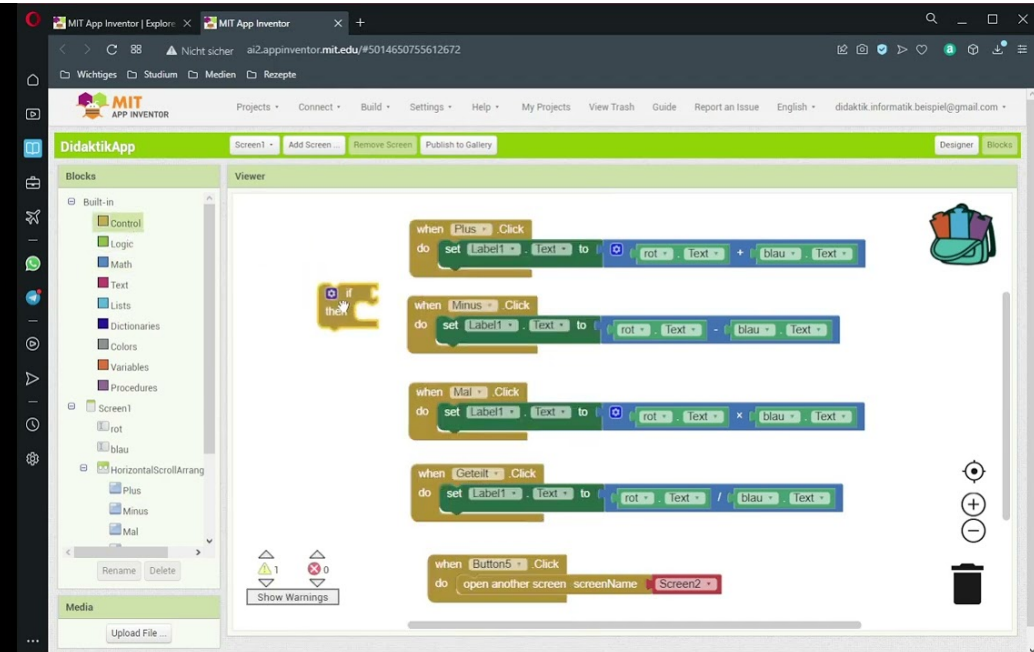 MIT App Inventor | Explore
MIT App Inventor
88
Nicht sicher ai2.appinventor.mit.edu/#5014650755612672
Wichtiges Studium Medien Rezepte
MIT
APP INVENTOR
Projects Connect Build Settings Help My Projects View Trash Guide Report an Issue English didaktik.informatik.beispiel@gmail.com
DidaktikApp
Screen1 Add Screen ... Remove Screen Publish to Gallery Designer Blocks
Blocks
Viewer
Built-in
Control
Logic
Math
Text
Lists
Dictionaries
Colors
Variables
Procedures
Screen1
rot
blau
HorizontalScrollArrang
Plus
Minus
Mal
Rename Delete
Media
Upload File ...
if
then
when Plus .Click
do set Label1 . Text to rot . Text + blau . Text
when Minus .Click
do set Label1 . Text to rot . Text - blau . Text
when Mal .Click
do set Label1 . Text to rot . Text × blau . Text
when Geteilt .Click
do set Label1 . Text to rot . Text / blau . Text
when Button5 .Click
do open another screen screenName Screen2
1 0
Show Warnings